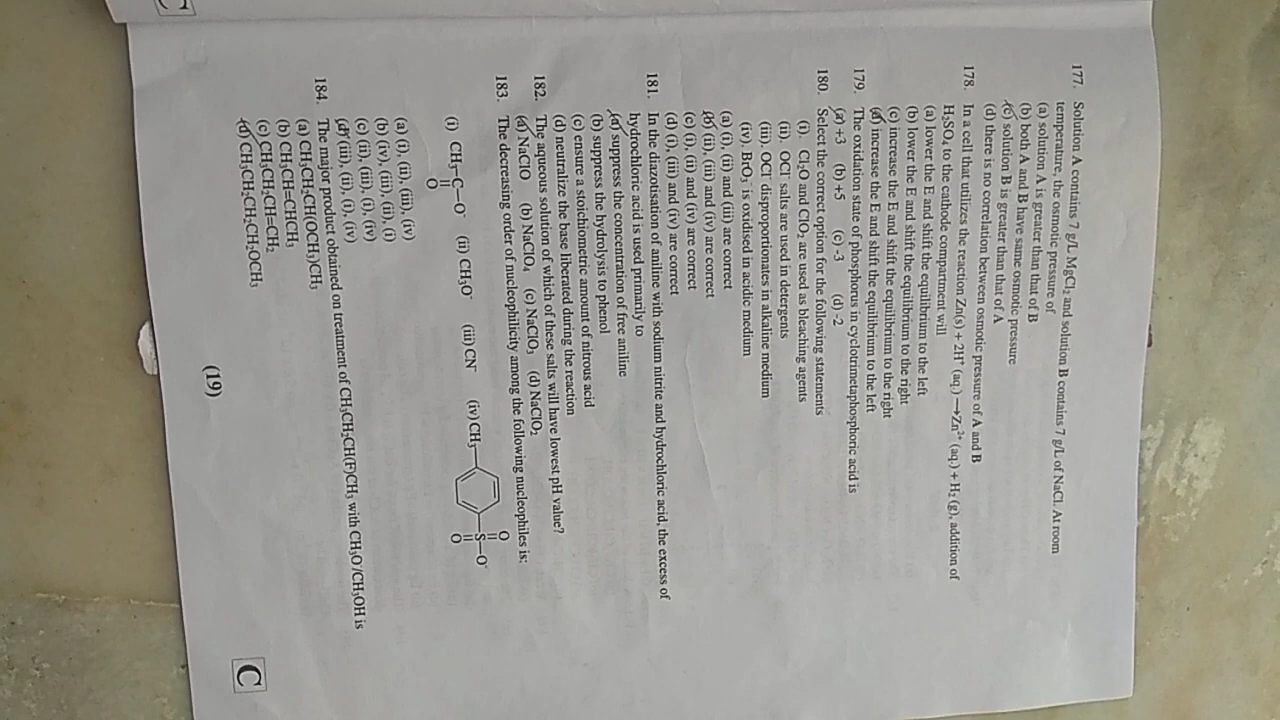 177. Solution A contains 7 g/L MgCl₂ and solution B contains 7 g/L of NaCl. At room
temperature, the osmotic pressure of
(a) solution A is greater than that of B
(b) both A and B have same osmotic pressure
(c) solution B is greater than that of A
(d) there is no correlation between osmotic pressure of A and B
178. In a cell that utilizes the reaction Zn(s) + 2H⁺ (aq.) ⟶Zn²⁺ (aq.) + H₂ (g), addition of
H₂SO₄ to the cathode compartment will
(a) lower the E and shift the equilibrium to the left
(b) lower the E and shift the equilibrium to the right
(c) increase the E and shift the equilibrium to the right
(d) increase the E and shift the equilibrium to the left
179. The oxidation state of phosphorus in cyclotrimetaphosphoric acid is
(a) +3 (b) +5 (c) -3 (d) -2
180. Select the correct option for the following statements
(i) Cl₂O and ClO₂ are used as bleaching agents
(ii). OCl⁻ salts are used in detergents
(iii). OCl⁻ disproportionates in alkaline medium
(iv). BrO₃⁻ is oxidised in acidic medium
(a) (i), (ii) and (iii) are correct
(b) (ii), (iii) and (iv) are correct
(c) (i), (ii) and (iv) are correct
(d) (i), (iii) and (iv) are correct
181. In the diazotisation of aniline with sodium nitrite and hydrochloric acid, the excess of
hydrochloric acid is used primarily to
(a) suppress the concentration of free aniline
(b) suppress the hydrolysis to phenol
(c) ensure a stoichiometric amount of nitrous acid
(d) neutralize the base liberated during the reaction
182. The aqueous solution of which of these salts will have lowest pH value?
(a) NaClO (b) NaClO₄ (c) NaClO₃ (d) NaClO₂
183. The decreasing order of nucleophilicity among the following nucleophiles is:
(i) CH₃–C–O⁻ (ii) CH₃O⁻ (iii) CN⁻ (iv) CH₃ S–O⁻
O O O
(a) (i), (ii), (iii), (iv)
(b) (iv), (iii), (ii), (i)
(c) (ii), (iii), (i), (iv)
(d) (iii), (ii), (i), (iv)
184. The major product obtained on treatment of CH₃CH₂CH(F)CH₃ with CH₃O⁻/CH₃OH is
(a) CH₃CH₂CH(OCH₃)CH₃
(b) CH₃CH=CHCH₃
(c) CH₃CH₂CH=CH₂
(d) CH₃CH₂CH₂CH₂OCH₃
(19)
C